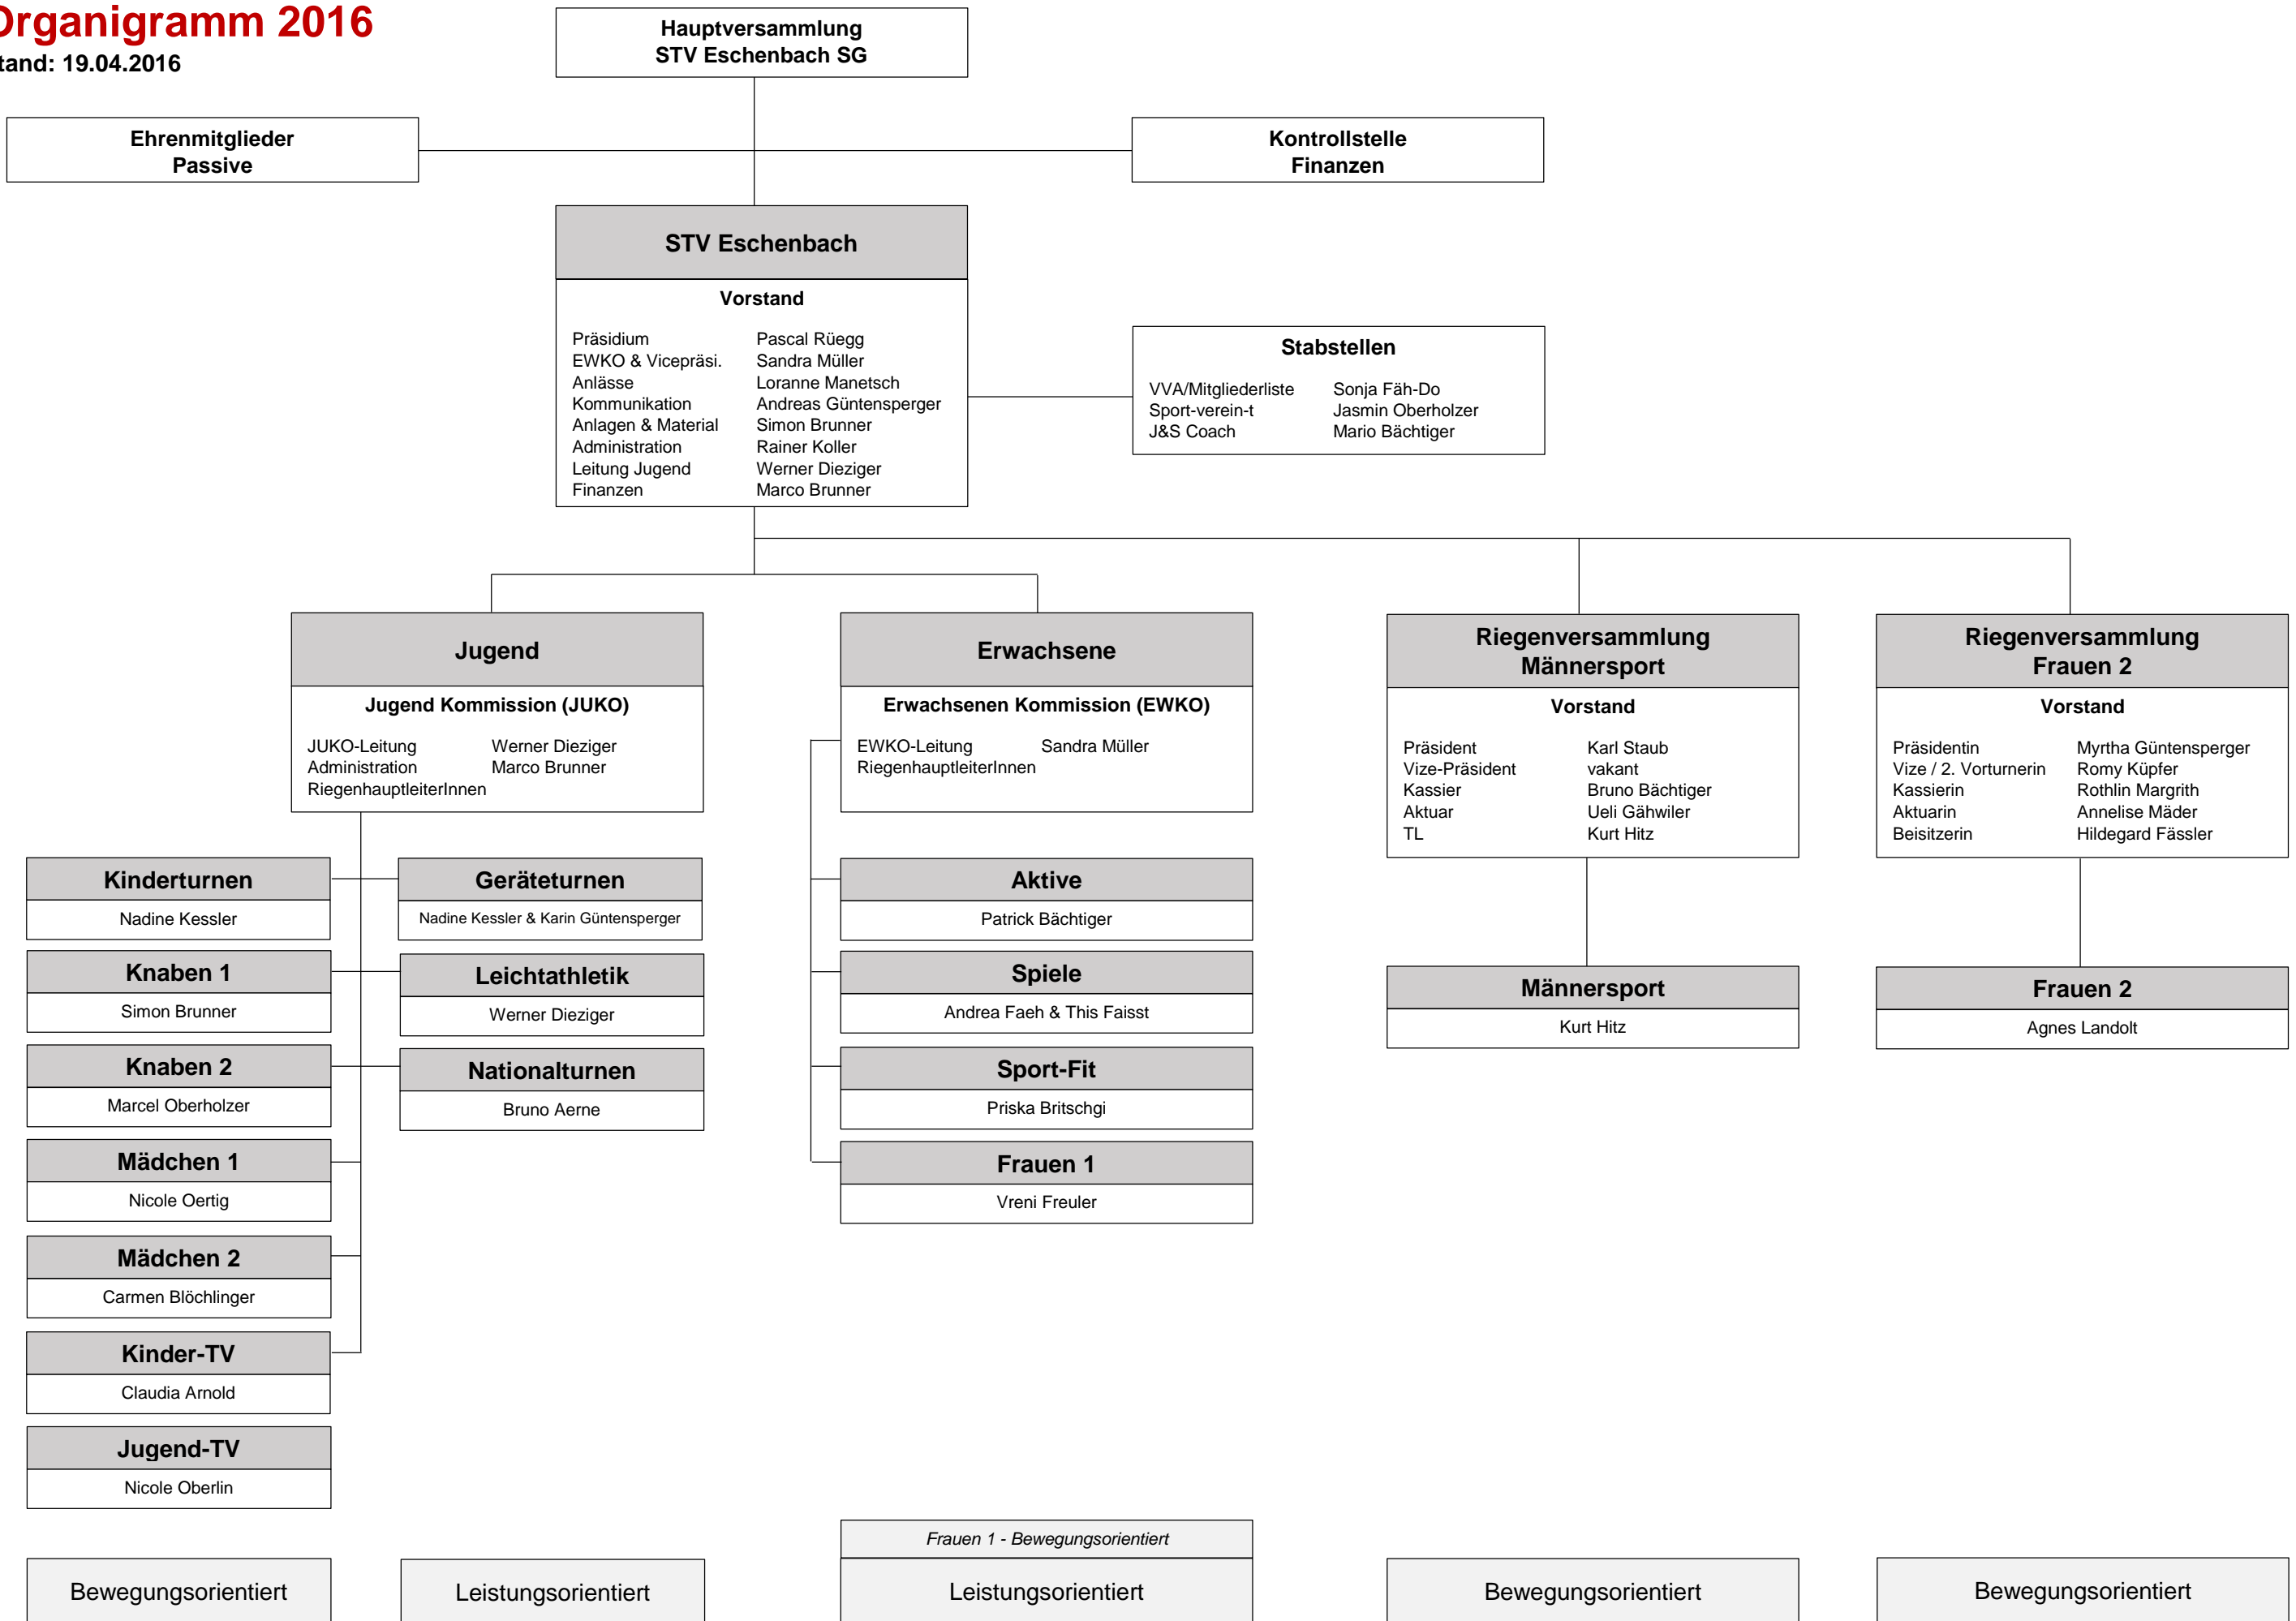 Organigramm 2016
tand: 19.04.2016
Hauptversammlung
STV Eschenbach SG
Ehrenmitglieder
Passive
Kontrollstelle
Finanzen
STV Eschenbach
Vorstand
Präsidium Pascal Rüegg
EWKO & Vicepräsi. Sandra Müller
Anlässe Loranne Manetsch
Kommunikation Andreas Güntensperger
Anlagen & Material Simon Brunner
Administration Rainer Koller
Leitung Jugend Werner Dieziger
Finanzen Marco Brunner
Stabstellen
VVA/Mitgliederliste Sonja Fäh-Do
Sport-verein-t Jasmin Oberholzer
J&S Coach Mario Bächtiger
Jugend
Jugend Kommission (JUKO)
JUKO-Leitung Werner Dieziger
Administration Marco Brunner
RiegenhauptleiterInnen
Erwachsene
Erwachsenen Kommission (EWKO)
EWKO-Leitung Sandra Müller
RiegenhauptleiterInnen
Riegenversammlung
Männersport
Vorstand
Präsident Karl Staub
Vize-Präsident vakant
Kassier Bruno Bächtiger
Aktuar Ueli Gähwiler
TL Kurt Hitz
Riegenversammlung
Frauen 2
Vorstand
Präsidentin Myrtha Güntensperger
Vize / 2. Vorturnerin Romy Küpfer
Kassierin Rothlin Margrith
Aktuarin Annelise Mäder
Beisitzerin Hildegard Fässler
Kinderturnen
Nadine Kessler
Knaben 1
Simon Brunner
Knaben 2
Marcel Oberholzer
Mädchen 1
Nicole Oertig
Mädchen 2
Carmen Blöchlinger
Kinder-TV
Claudia Arnold
Jugend-TV
Nicole Oberlin
Geräteturnen
Nadine Kessler & Karin Güntensperger
Leichtathletik
Werner Dieziger
Nationalturnen
Bruno Aerne
Aktive
Patrick Bächtiger
Spiele
Andrea Faeh & This Faisst
Sport-Fit
Priska Britschgi
Frauen 1
Vreni Freuler
Männersport
Kurt Hitz
Frauen 2
Agnes Landolt
Bewegungsorientiert
Leistungsorientiert
Frauen 1 - Bewegungsorientiert
Leistungsorientiert
Bewegungsorientiert
Bewegungsorientiert